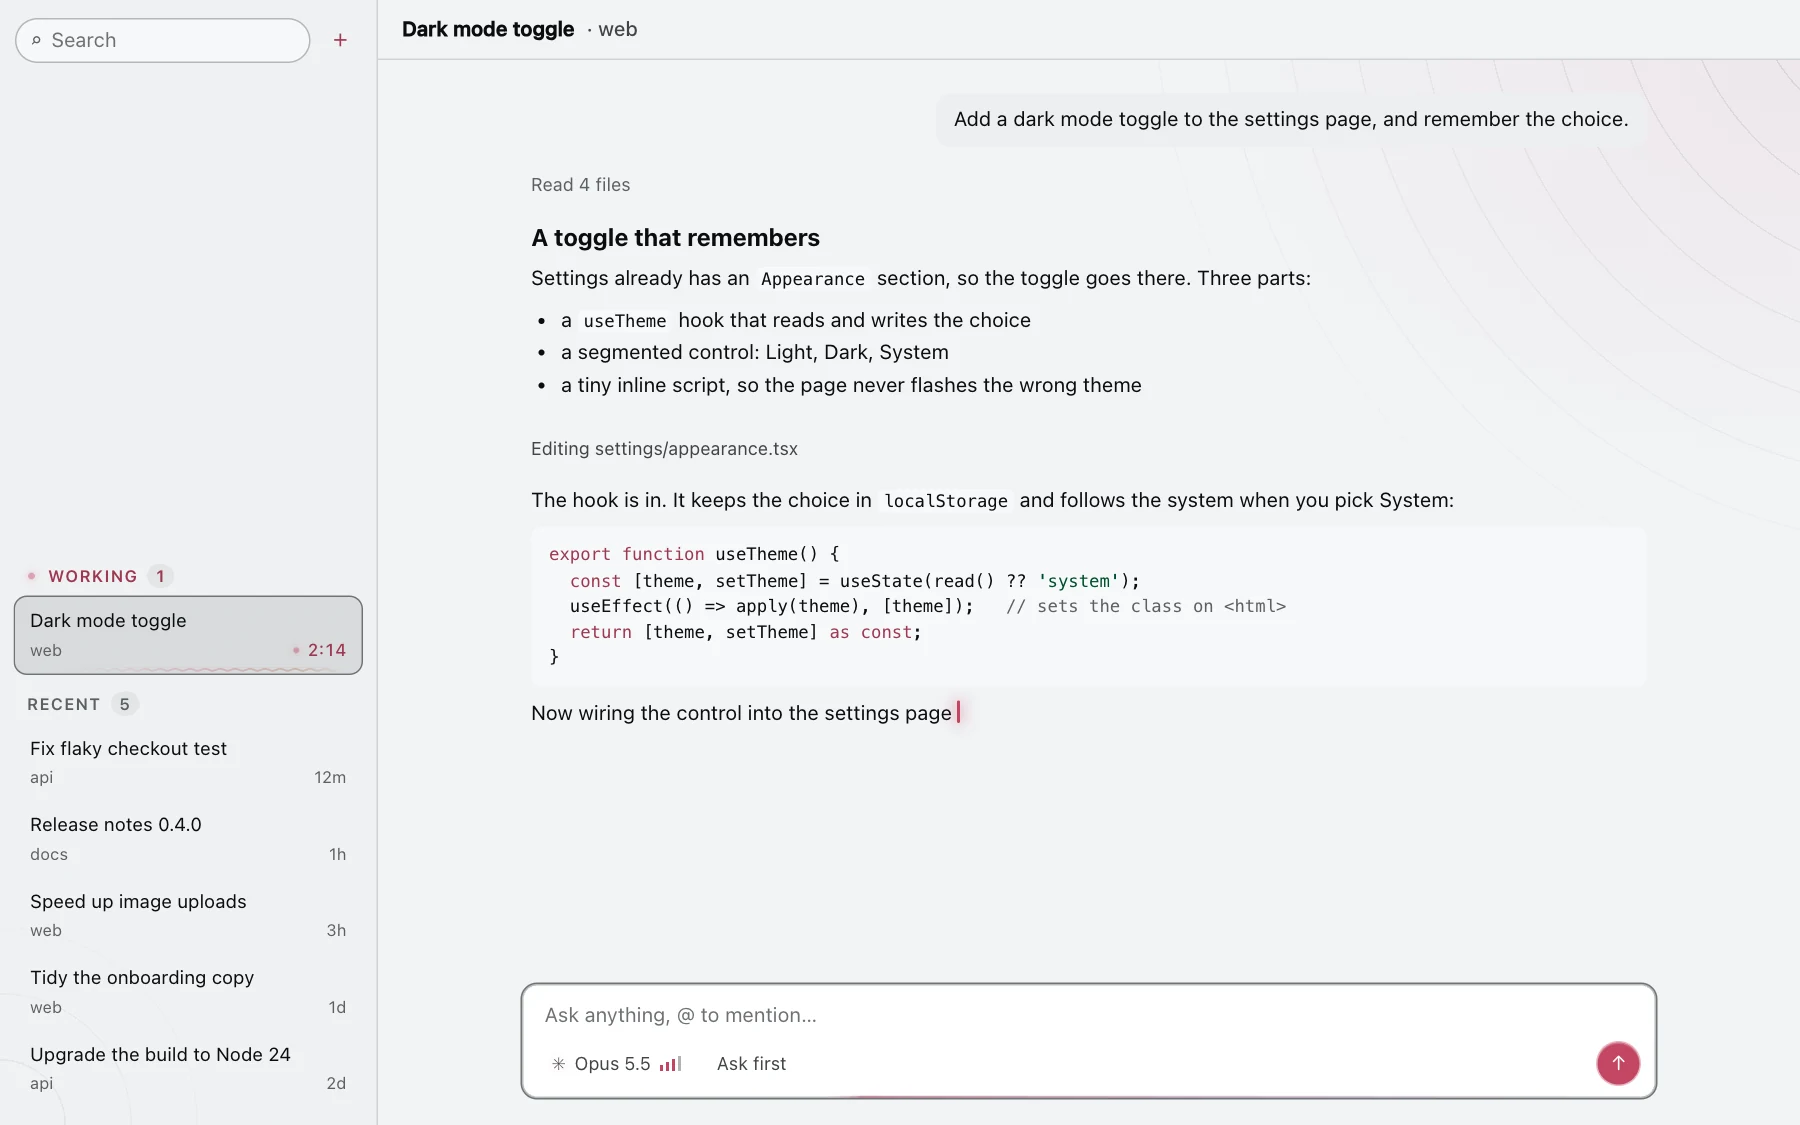 Search
+
WORKING 1
Dark mode toggle
web 2:14
RECENT 5
Fix flaky checkout test
api 12m
Release notes 0.4.0
docs 1h
Speed up image uploads
web 3h
Tidy the onboarding copy
web 1d
Upgrade the build to Node 24
api 2d
Dark mode toggle · web
Add a dark mode toggle to the settings page, and remember the choice.
Read 4 files
A toggle that remembers
Settings already has an Appearance section, so the toggle goes there. Three parts:
• a useTheme hook that reads and writes the choice
• a segmented control: Light, Dark, System
• a tiny inline script, so the page never flashes the wrong theme
Editing settings/appearance.tsx
The hook is in. It keeps the choice in localStorage and follows the system when you pick System:
export function useTheme() {
  const [theme, setTheme] = useState(read() ?? 'system');
  useEffect(() => apply(theme), [theme]);   // sets the class on <html>
  return [theme, setTheme] as const;
}
Now wiring the control into the settings page
Ask anything, @ to mention...
Opus 5.5 Ask first